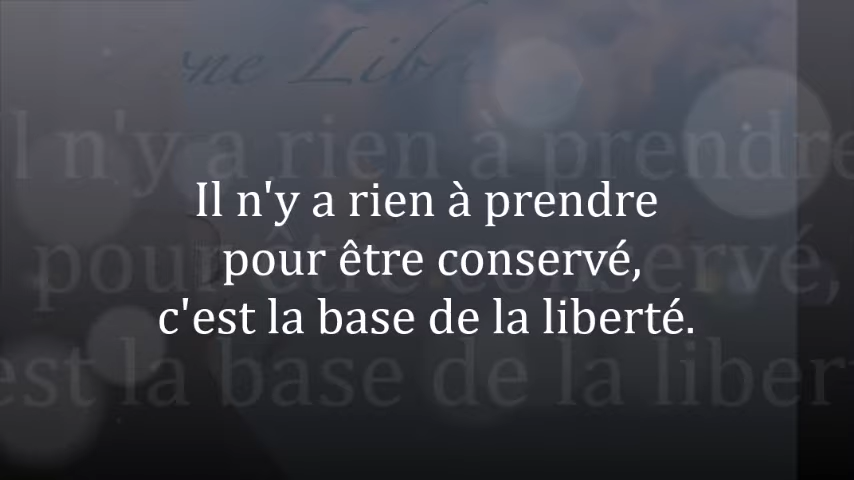 Il n'y a rien à prendre
pour être conservé,
c'est la base de la liberté.